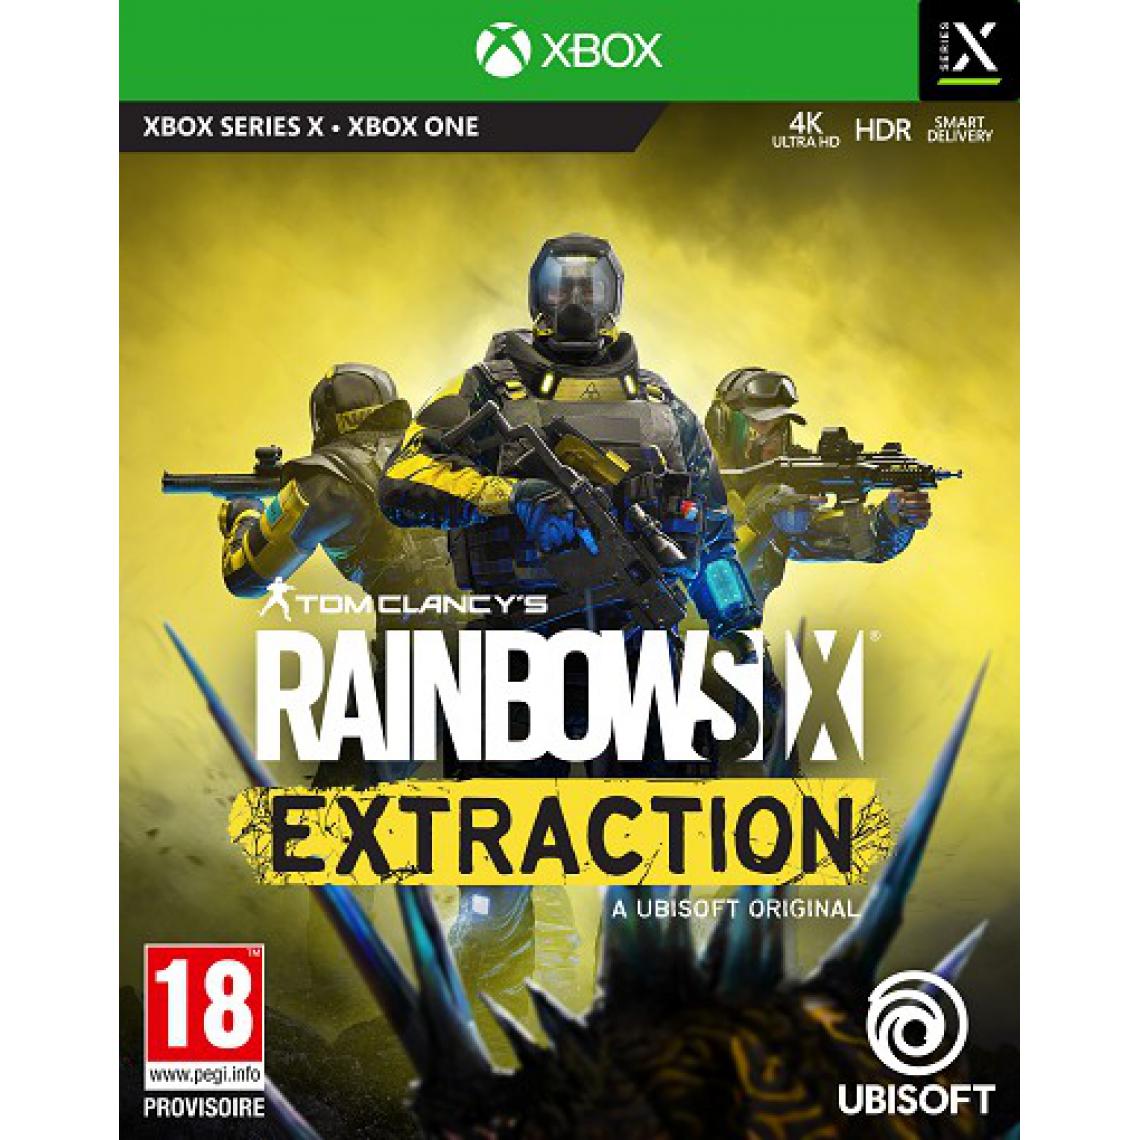 XBOX
SERIES X
XBOX SERIES X • XBOX ONE
4K
ULTRA HD
HDR
SMART
DELIVERY
TOM CLANCY'S
RAINBOW SIX®
EXTRACTION
A UBISOFT ORIGINAL
18™
www.pegi.info
PROVISOIRE
UBISOFT